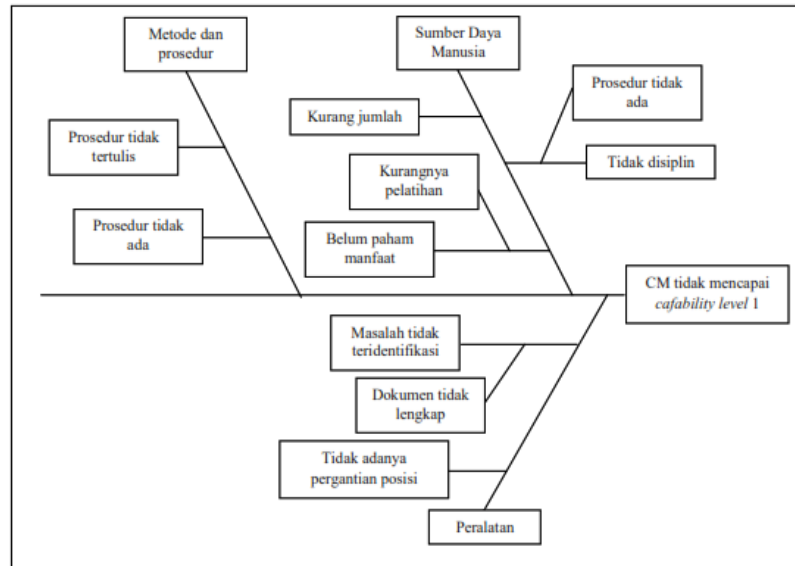 Metode dan
prosedur
Sumber Daya
Manusia
Prosedur tidak
ada
Kurang jumlah
Prosedur tidak
tertulis
Tidak disiplin
Kurangnya
pelatihan
Prosedur tidak
ada
Belum paham
manfaat
CM tidak mencapai
cafability level 1
Masalah tidak
teridentifikasi
Dokumen tidak
lengkap
Tidak adanya
pergantian posisi
Peralatan